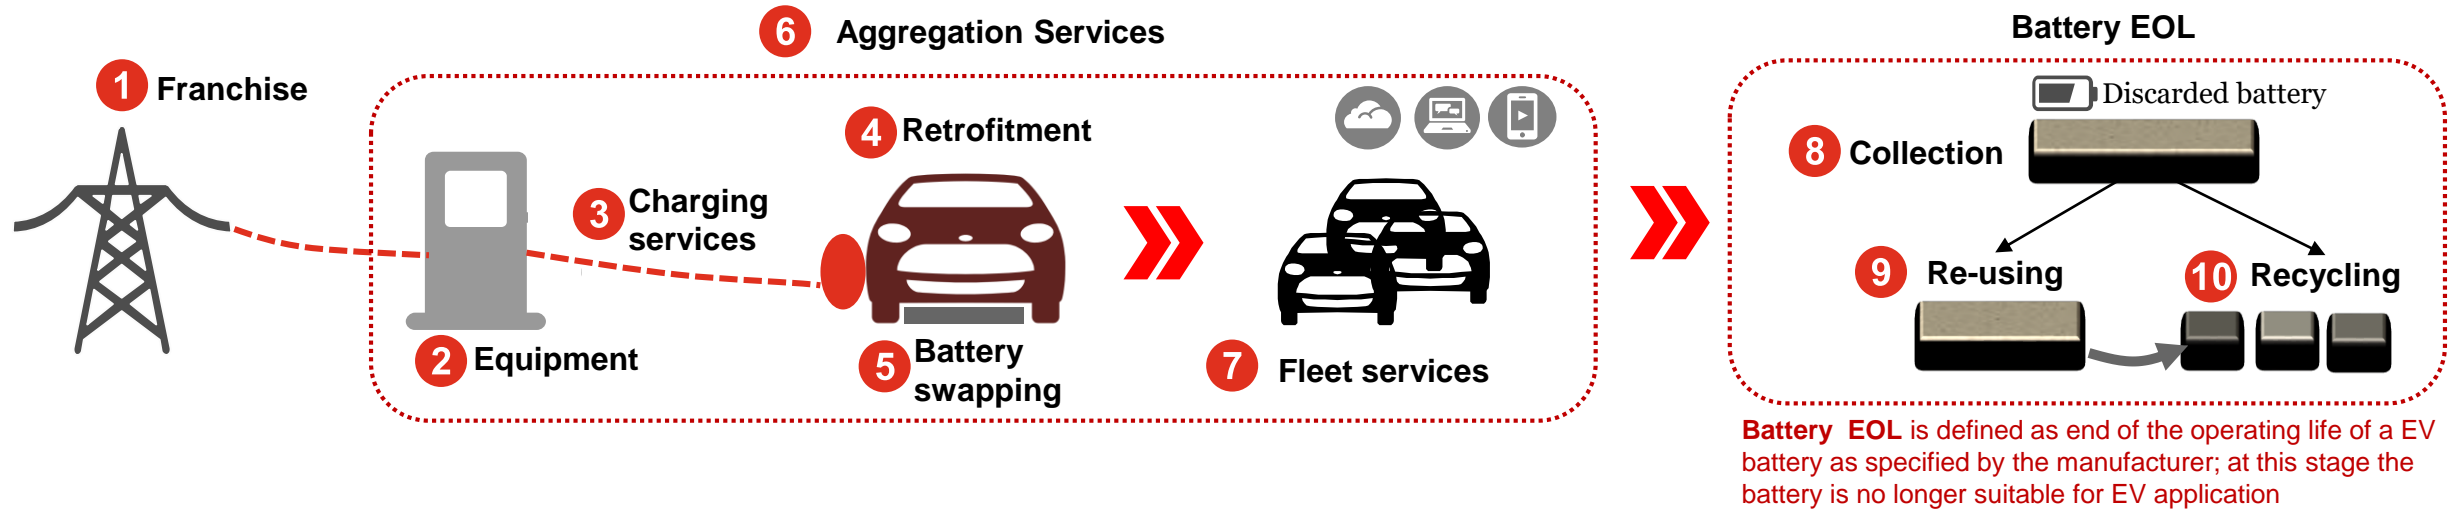 1 Franchise
6 Aggregation Services
2 Equipment
3 Charging
services
4 Retrofitment
5 Battery
swapping
7 Fleet services
Battery EOL
Discarded battery
8 Collection
9 Re-using
10 Recycling
Battery EOL is defined as end of the operating life of a EV
battery as specified by the manufacturer; at this stage the
battery is no longer suitable for EV application